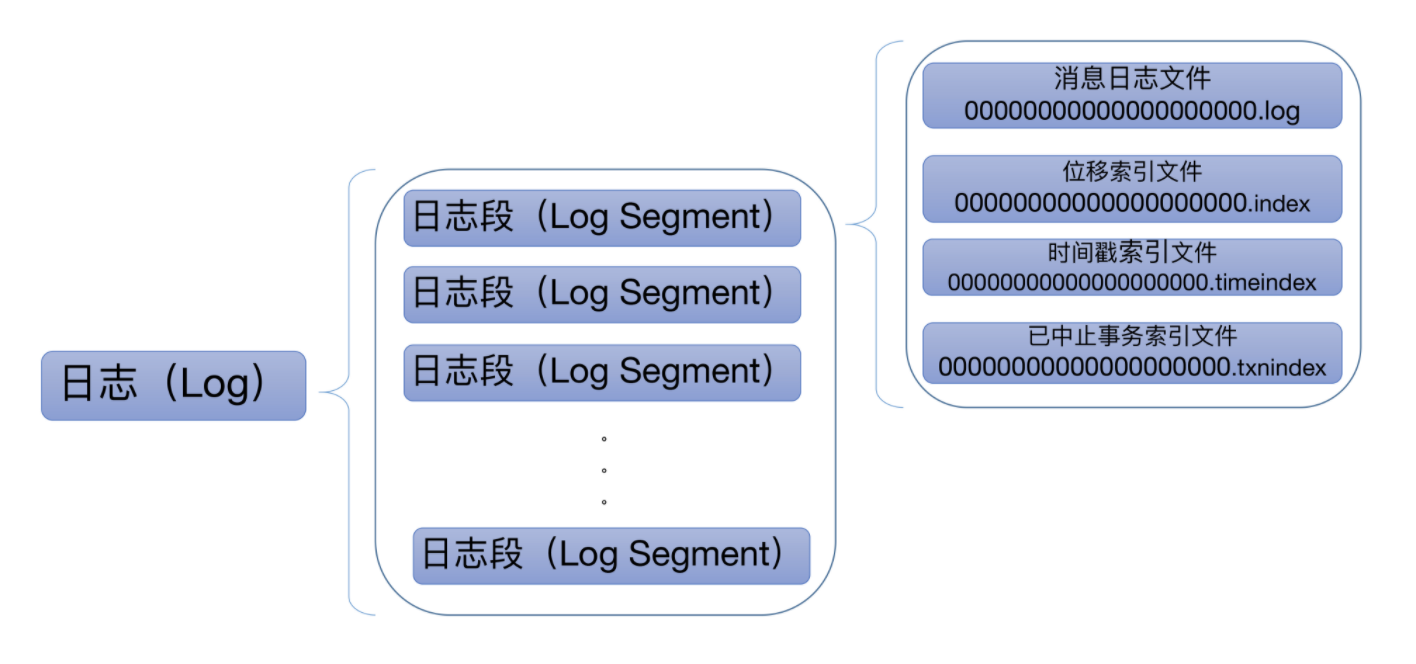 日志（Log）
日志段（Log Segment）
日志段（Log Segment）
日志段（Log Segment）
。
。
。
日志段（Log Segment）
消息日志文件
00000000000000000000.log
位移索引文件
00000000000000000000.index
时间戳索引文件
00000000000000000000.timeindex
已中止事务索引文件
00000000000000000000.txnindex